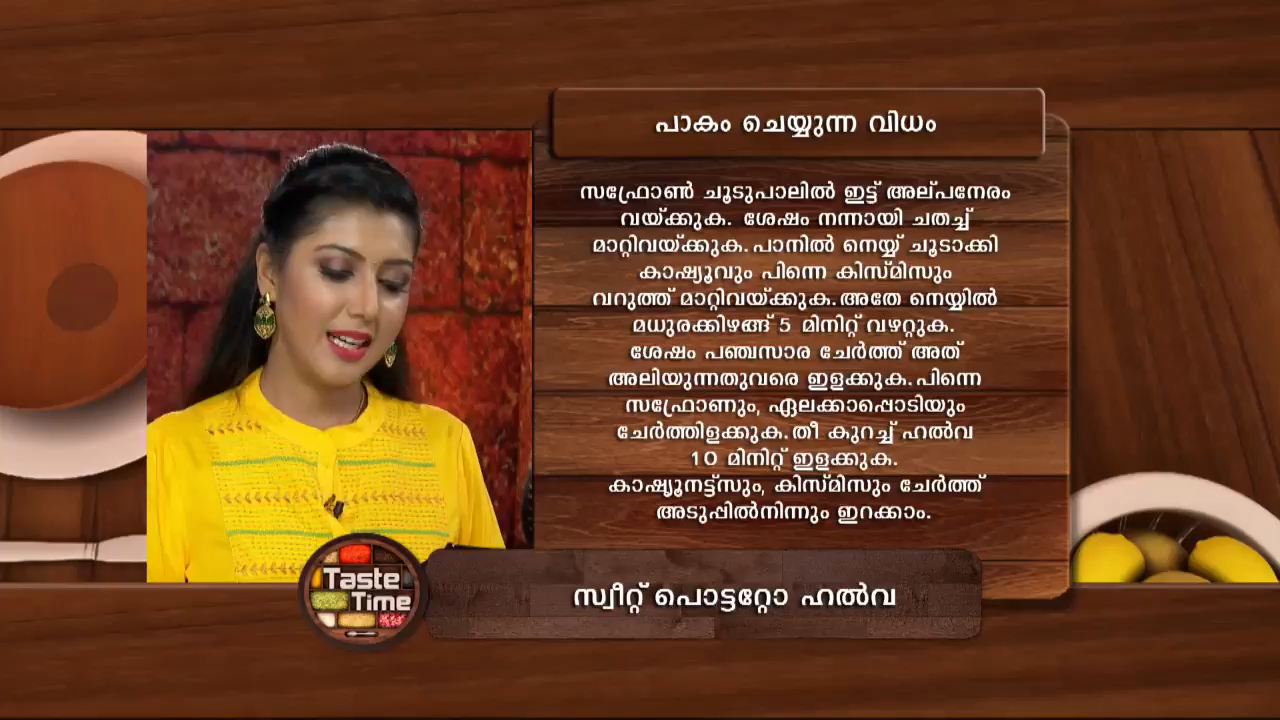 പാകം ചെയ്യുന്ന വിധം
സഫ്രോൺ ചൂടുപാലിൽ ഇട്ട് അല്പനേരം
വയ്ക്കുക. ശേഷം നന്നായി ചതച്ച്
മാറ്റിവയ്ക്കുക.പാനിൽ നെയ്യ് ചൂടാക്കി
കാഷ്യൂവും പിന്നെ കിസ്മിസും
വറുത്ത് മാറ്റിവയ്ക്കുക.അതേ നെയ്യിൽ
മധുരക്കിഴങ്ങ് 5 മിനിറ്റ് വഴറ്റുക.
ശേഷം പഞ്ചസാര ചേർത്ത് അത്
അലിയുന്നതുവരെ ഇളക്കുക.പിന്നെ
സഫ്രോണും, ഏലക്കാപ്പൊടിയും
ചേർത്തിളക്കുക.തീ കുറച്ച് ഹൽവ
10 മിനിറ്റ് ഇളക്കുക.
കാഷ്യൂനട്ട്സും, കിസ്മിസും ചേർത്ത്
അടുപ്പിൽനിന്നും ഇറക്കാം.
Taste
Time
സ്വീറ്റ് പൊട്ടറ്റോ ഹൽവ